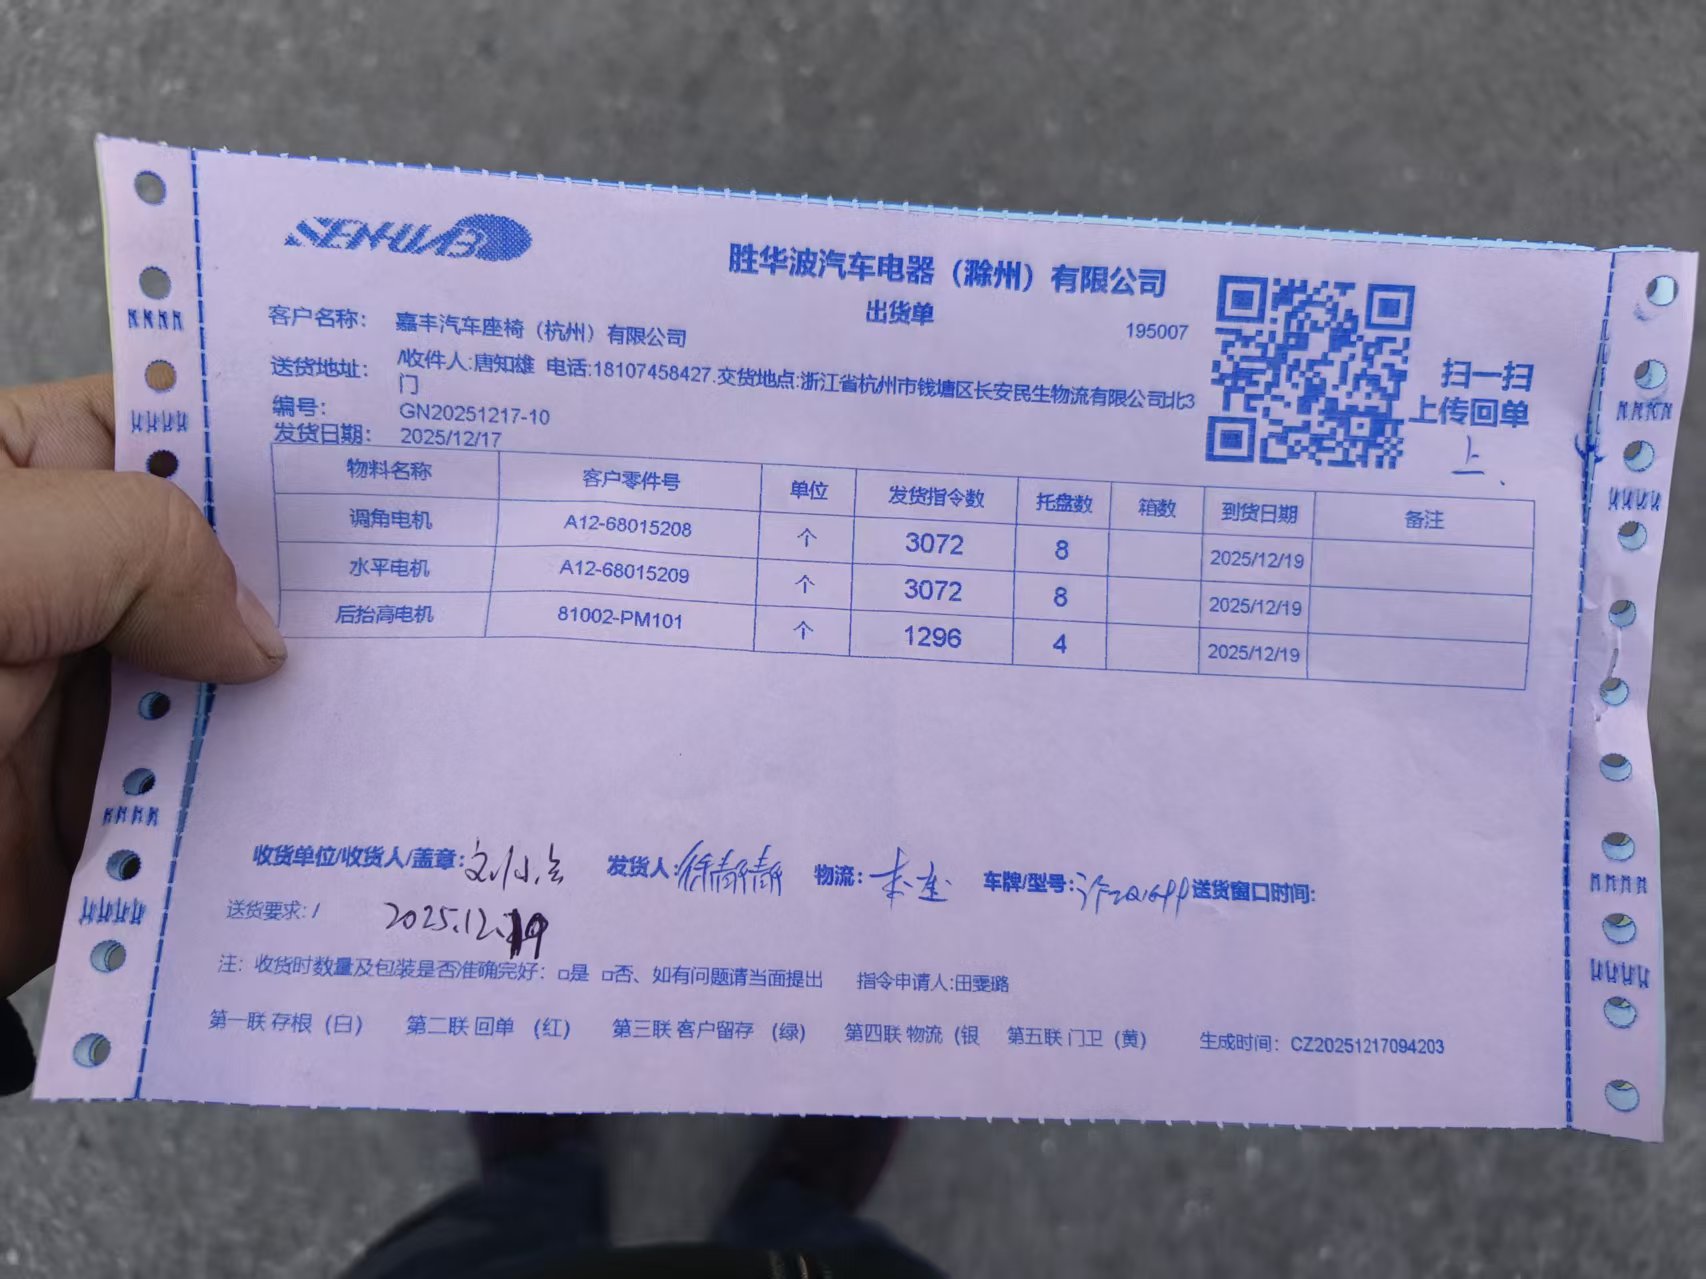 SENHUAB
胜华波汽车电器（滁州）有限公司
出货单
195007
客户名称： 嘉丰汽车座椅（杭州）有限公司
送货地址： /收件人:唐知雄 电话:18107458427.交货地点:浙江省杭州市钱塘区长安民生物流有限公司北3
门
编号： GN20251217-10
发货日期： 2025/12/17
扫一扫
上传回单
上
物料名称 客户零件号 单位 发货指令数 托盘数 箱数 到货日期 备注
调角电机 A12-68015208 个 3072 8 2025/12/19
水平电机 A12-68015209 个 3072 8 2025/12/19
后抬高电机 81002-PM101 个 1296 4 2025/12/19
收货单位/收货人/盖章: 发货人:徐静静 物流: 车牌/型号: 送货窗口时间:
送货要求: / 2025.12.19
注：收货时数量及包装是否准确完好：□是 □否、如有问题请当面提出 指令申请人:田雯璐
第一联 存根（白） 第二联 回单 （红） 第三联 客户留存 （绿） 第四联 物流（银 第五联 门卫（黄） 生成时间：CZ20251217094203